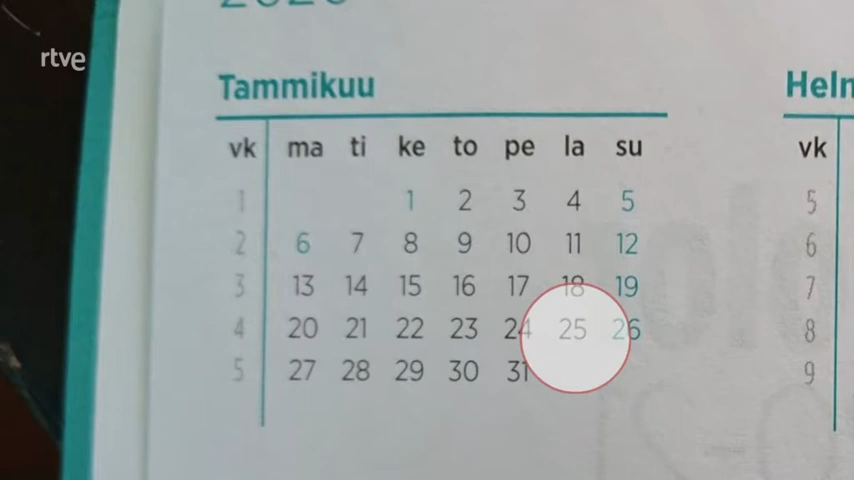 rtve
Tammikuu
Heln
vk ma ti ke to pe la su vk
1 1 2 3 4 5 5
2 6 7 8 9 10 11 12 6
3 13 14 15 16 17 18 19 7
4 20 21 22 23 24 25 26 8
5 27 28 29 30 31 9